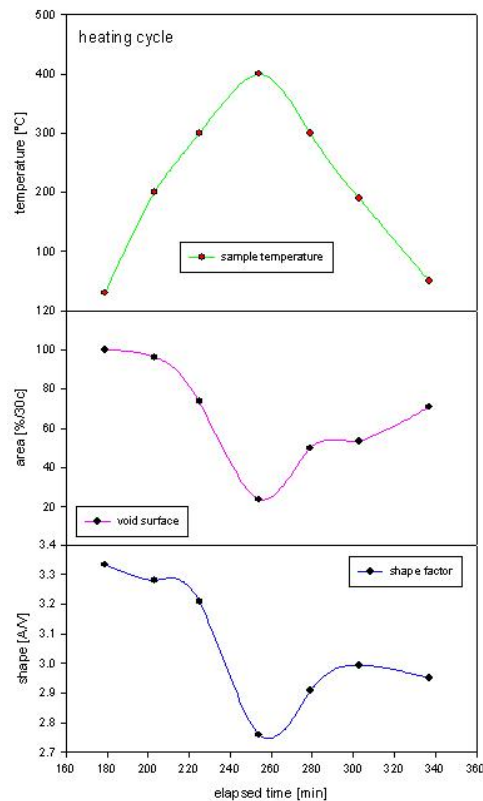 500
heating cycle
400
300
200
100
temperature [°C]
sample temperature
120
100
80
60
40
20
area [%/30c]
void surface
3.4
3.3
3.2
3.1
3.0
2.9
2.8
2.7
shape [A/V]
shape factor
160 180 200 220 240 260 280 300 320 340 360
elapsed time [min]